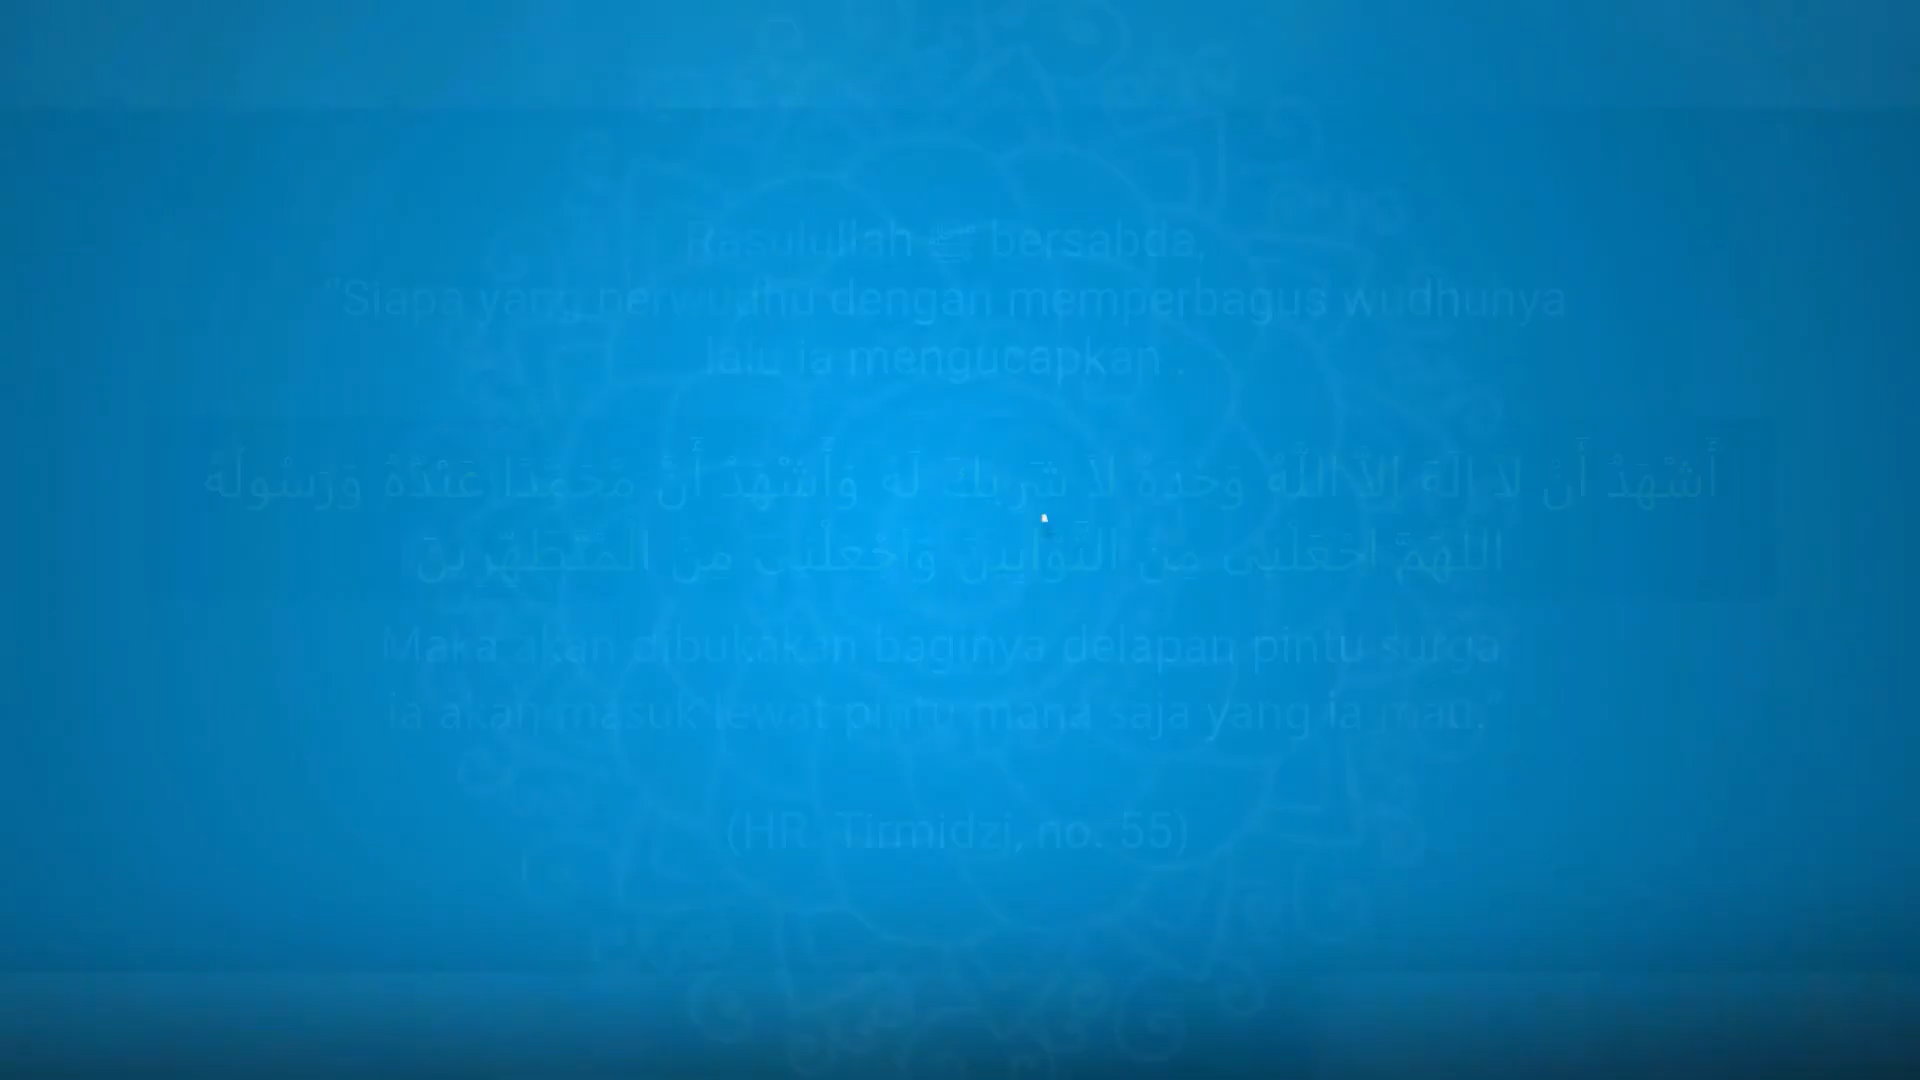 Rasulullah ﷺ bersabda,
"Siapa yang berwudhu dengan memperbagus wudhunya
lalu ia mengucapkan :
أَشْهَدُ أَنْ لَا إِلَهَ إِلاَّ اللَّهُ وَحْدَهُ لاَ شَرِيكَ لَهُ وَأَشْهَدُ أَنَّ مُحَمَّدًا عَبْدُهُ وَرَسُولُهُ
اللَّهُمَّ اجْعَلْنِى مِنَ التَّوَّابِينَ وَاجْعَلْنِى مِنَ الْمُتَطَهِّرِينَ
Maka akan dibukakan baginya delapan pintu surga
ia akan masuk lewat pintu mana saja yang ia mau."
(HR. Tirmidzi, no. 55)